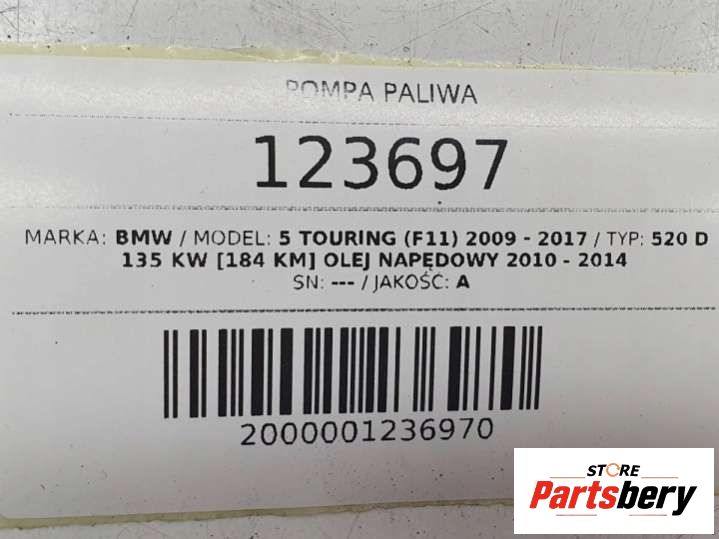 POMPA PALIWA
123697
MARKA: BMW / MODEL: 5 TOURING (F11) 2009 - 2017 / TYP: 520 D
135 KW [184 KM] OLEJ NAPĘDOWY 2010 - 2014
SN: --- / JAKOŚĆ: A
2000001236970
STORE
Partsbery